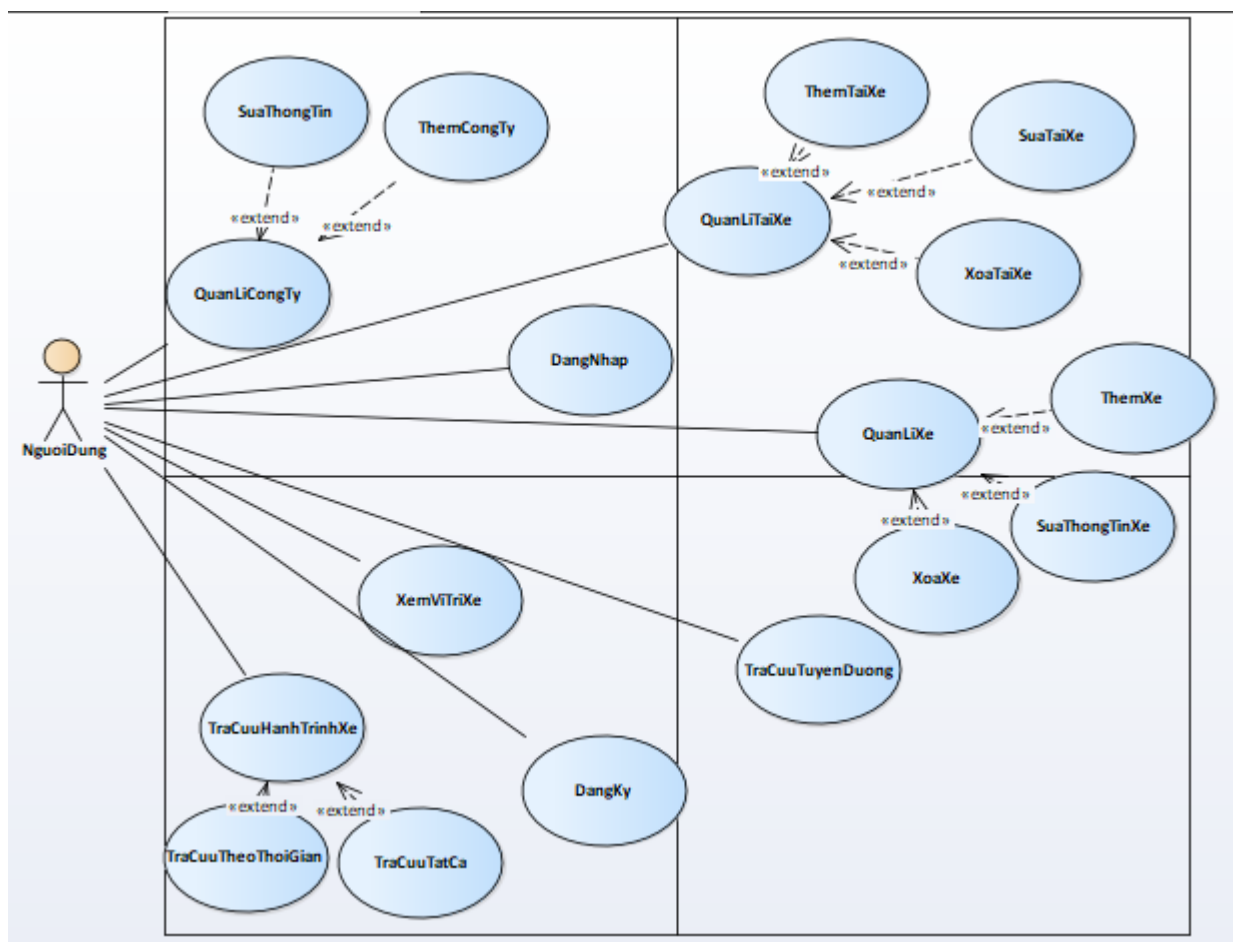 SuaThongTin
ThemCongTy
«extend»
«extend»
QuanLiCongTy
ThemTaiXe
SuaTaiXe
«extend»
«extend»
QuanLiTaiXe
«extend»
XoaTaiXe
DangNhap
NguoiDung
ThemXe
QuanLiXe
«extend»
«extend»
SuaThongTinXe
«extend»
XoaXe
XemViTriXe
TraCuuTuyenDuong
TraCuuHanhTrinhXe
DangKy
«extend»
«extend»
TraCuuTheoThoiGian
TraCuuTatCa